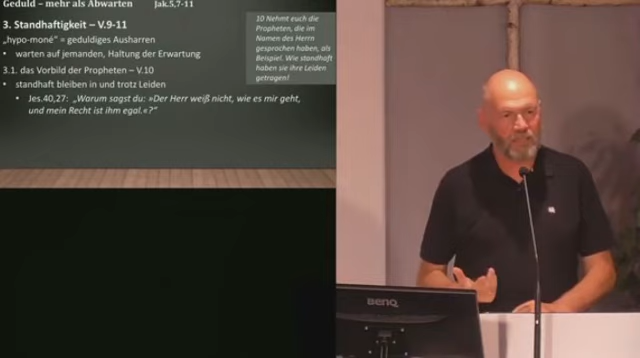 Geduld – mehr als Abwarten Jak.5,7-11
3. Standhaftigkeit – V.9-11
„hypo-moné“ = geduldiges Ausharren
• warten auf jemanden, Haltung der Erwartung
3.1. das Vorbild der Propheten – V.10
• standhaft bleiben in und trotz Leiden
• Jes.40,27: „Warum sagst du: »Der Herr weiß nicht, wie es mir geht,
und mein Recht ist ihm egal.«?“
10 Nehmt euch die
Propheten, die im
Namen des Herrn
gesprochen haben, als
Beispiel. Wie standhaft
haben sie ihre Leiden
getragen!
BenQ